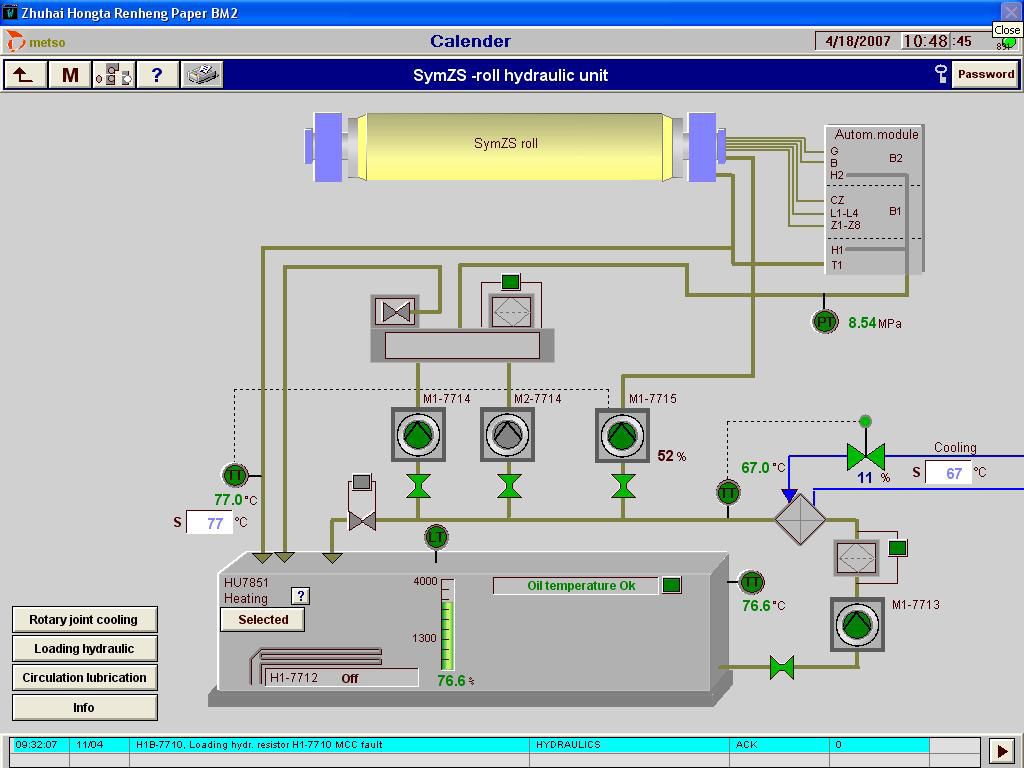 Zhuhai Hongta Renheng Paper BM2
Close
metso
Calender
4/18/2007 10:48:45
M ? SymZS -roll hydraulic unit Password
SymZS roll
Autom.module
G
B B2
H2
CZ
L1-L4 B1
Z1-Z8
H1
T1
PT 8.54 MPa
M1-7714 M2-7714 M1-7715
52 %
TT
77.0 °C
S 77 °C
67.0 °C
TT
Cooling
11 % S 67 °C
LT
HU7851
Heating ?
Selected
4000
1300
76.6 %
Oil temperature Ok
TT
76.6 °C
M1-7713
H1-7712 Off
Rotary joint cooling
Loading hydraulic
Circulation lubrication
Info
09:32:07 11/04 H1B-7710, Loading hydr. resistor H1-7710 MCC fault HYDRAULICS ACK 0